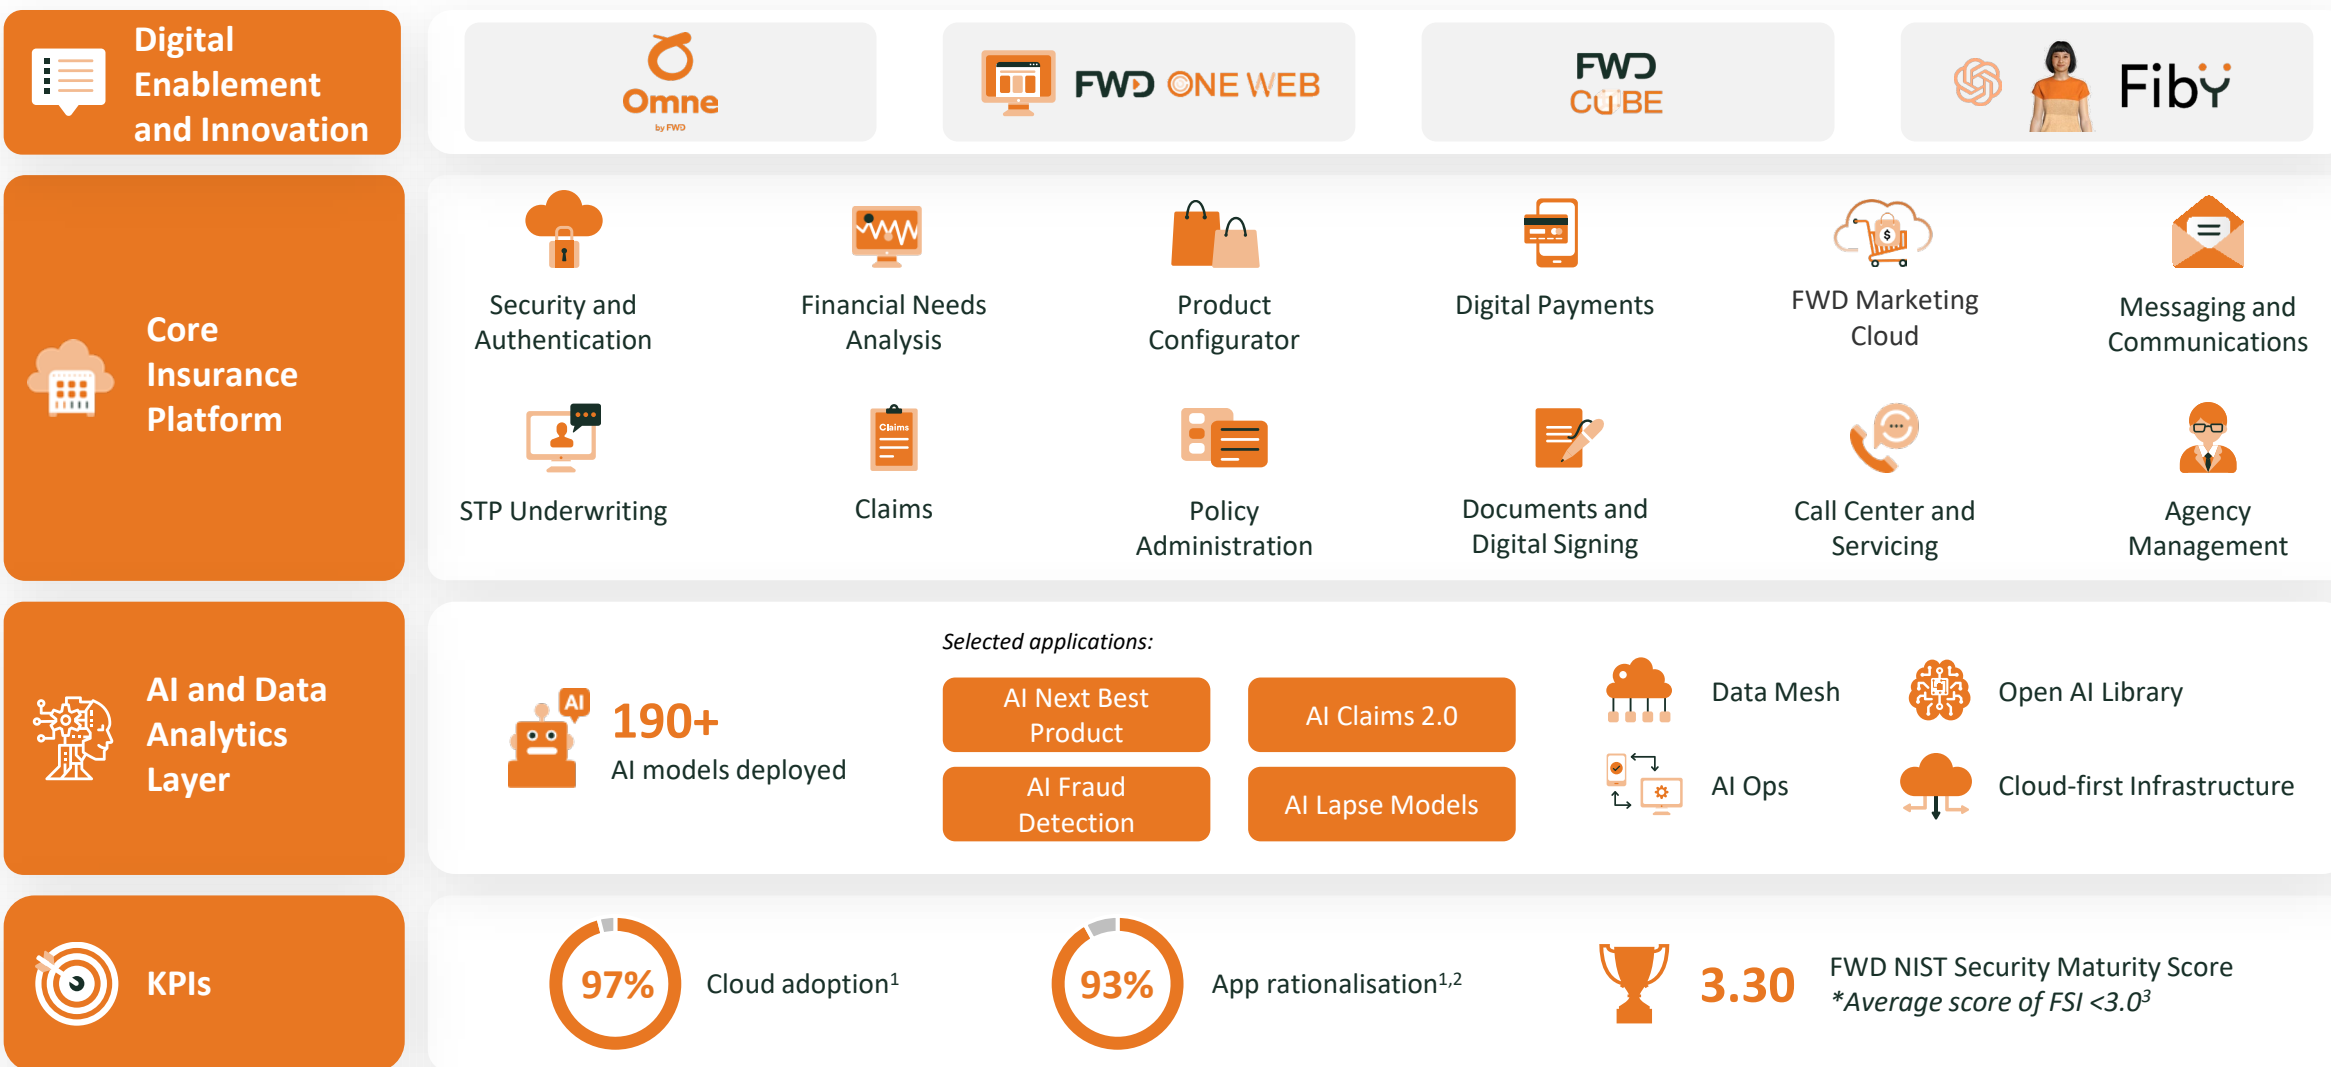 Digital
Enablement
and Innovation
Omne
by FWD
FWD ONE WEB
FWD
CUBE
Fiby
Core
Insurance
Platform
Security and
Authentication
Financial Needs
Analysis
Product
Configurator
Digital Payments
FWD Marketing
Cloud
Messaging and
Communications
STP Underwriting
Claims
Claims
Policy
Administration
Documents and
Digital Signing
Call Center and
Servicing
Agency
Management
AI and Data
Analytics
Layer
AI
190+
AI models deployed
Selected applications:
AI Next Best
Product
AI Claims 2.0
AI Fraud
Detection
AI Lapse Models
Data Mesh
Open AI Library
AI Ops
Cloud-first Infrastructure
KPIs
97%
Cloud adoption¹
93%
App rationalisation¹,²
3.30
FWD NIST Security Maturity Score
*Average score of FSI <3.0³